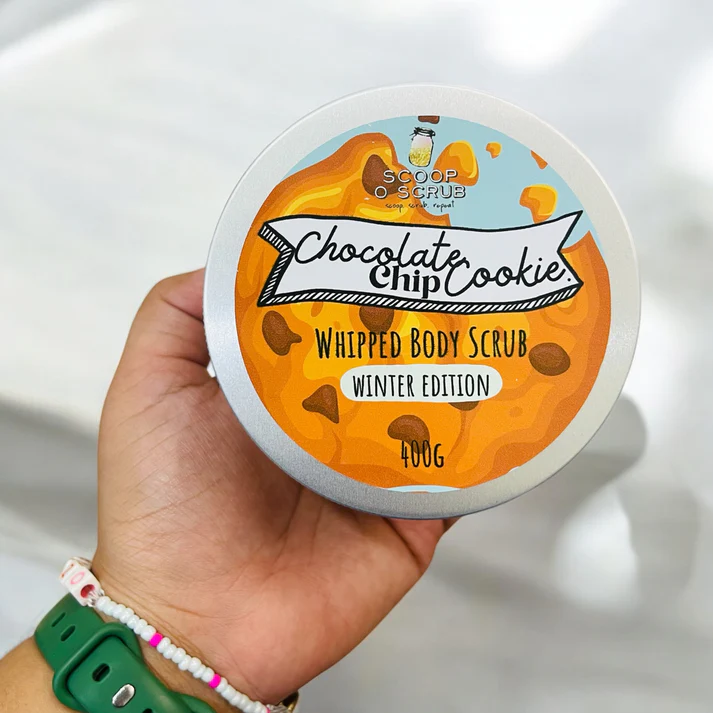 SCOOP
O SCRUB
scoop. scrub. repeat
Chocolate
Chip Cookie.
WHIPPED BODY SCRUB
WINTER EDITION
400G